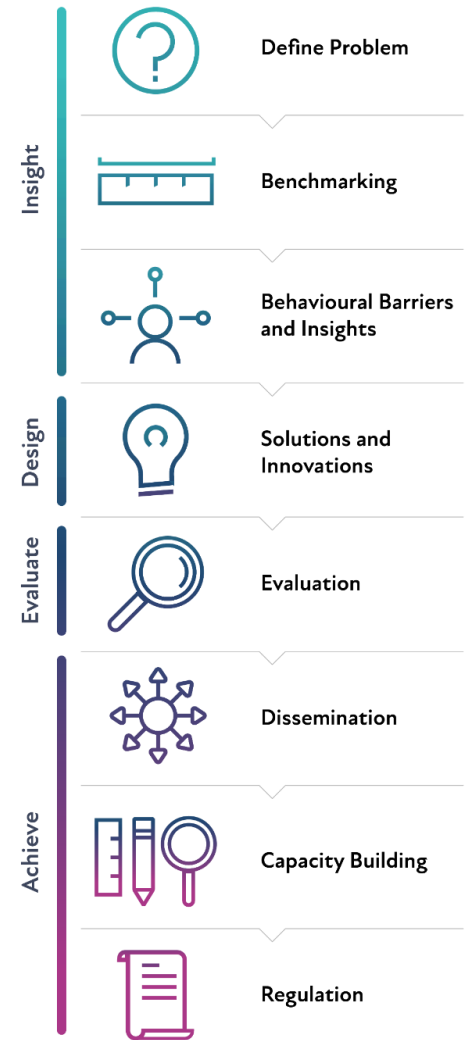 Insight
Define Problem
Benchmarking
Behavioural Barriers
and Insights
Design
Solutions and
Innovations
Evaluate
Evaluation
Achieve
Dissemination
Capacity Building
Regulation